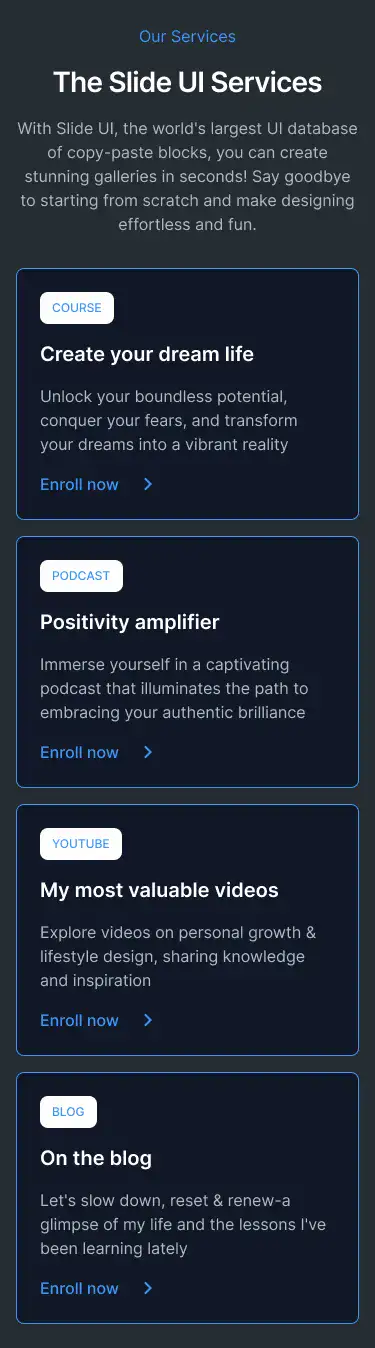 Our Services
The Slide UI Services
With Slide UI, the world's largest UI database
of copy-paste blocks, you can create
stunning galleries in seconds! Say goodbye
to starting from scratch and make designing
effortless and fun.
COURSE
Create your dream life
Unlock your boundless potential,
conquer your fears, and transform
your dreams into a vibrant reality
Enroll now
PODCAST
Positivity amplifier
Immerse yourself in a captivating
podcast that illuminates the path to
embracing your authentic brilliance
Enroll now
YOUTUBE
My most valuable videos
Explore videos on personal growth &
lifestyle design, sharing knowledge
and inspiration
Enroll now
BLOG
On the blog
Let's slow down, reset & renew-a
glimpse of my life and the lessons I've
been learning lately
Enroll now